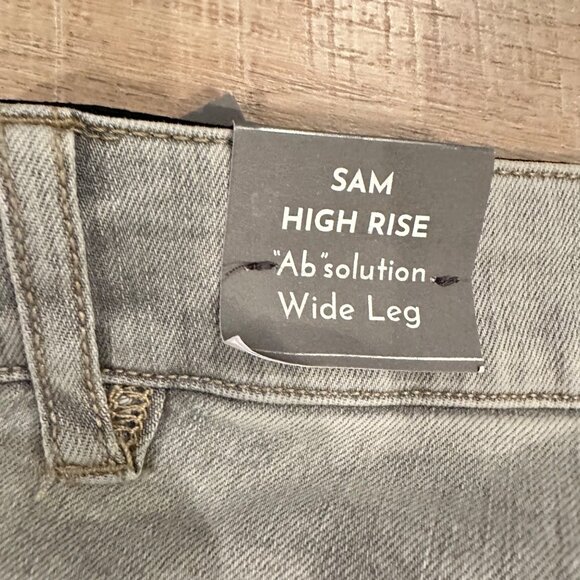 SAM
HIGH RISE
"Ab"solution
Wide Leg